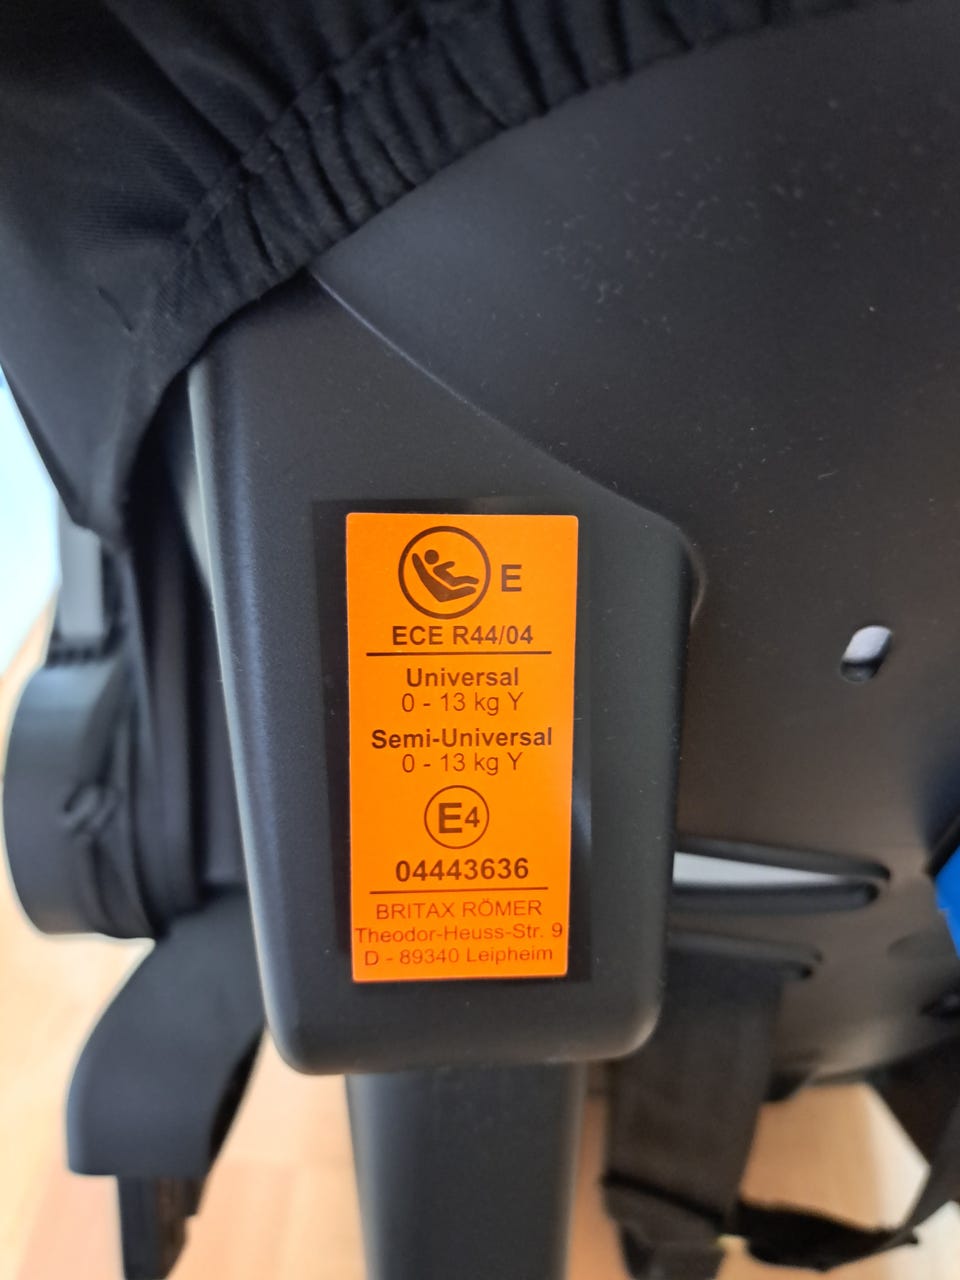 E
ECE R44/04
Universal
0 - 13 kg Y
Semi-Universal
0 - 13 kg Y
E4
04443636
BRITAX RÖMER
Theodor-Heuss-Str. 9
D - 89340 Leipheim